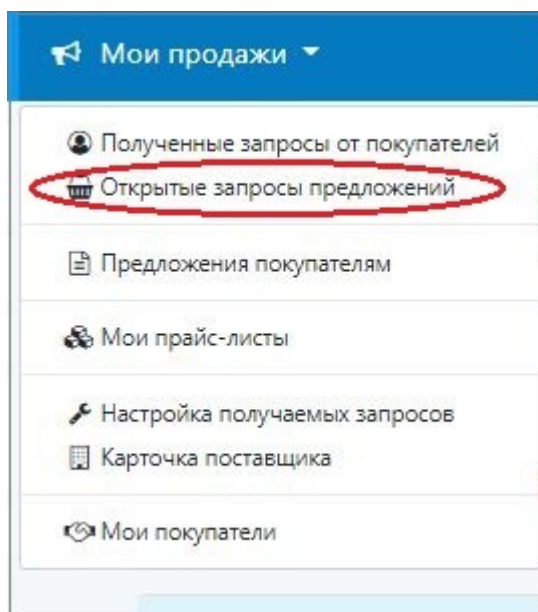 Мои продажи
Полученные запросы от покупателей
Открытые запросы предложений
Предложения покупателям
Мои прайс-листы
Настройка получаемых запросов
Карточка поставщика
Мои покупатели